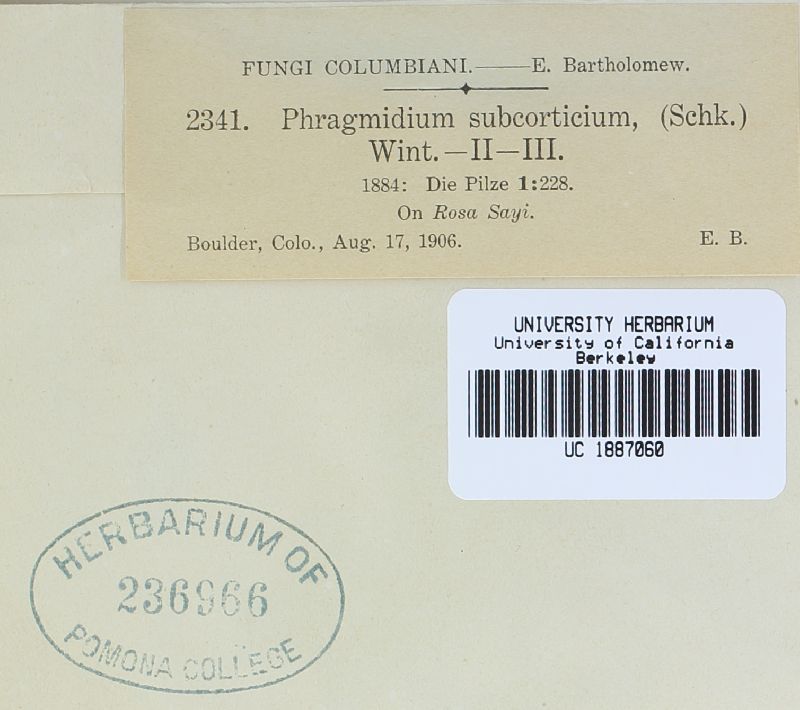 FUNGI COLUMBIANI.——E. Bartholomew.
2341. Phragmidium subcorticium, (Schk.)
Wint.—II—III.
1884: Die Pilze 1:228.
On Rosa Sayi.
Boulder, Colo., Aug. 17, 1906. E. B.
UNIVERSITY HERBARIUM
University of California
Berkeley
UC 1887060
HERBARIUM OF
236966
POMONA COLLEGE